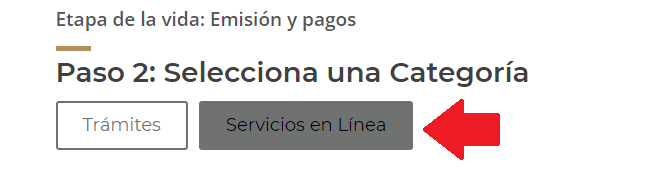 Etapa de la vida: Emisión y pagos
Paso 2: Selecciona una Categoría
Trámites Servicios en Línea